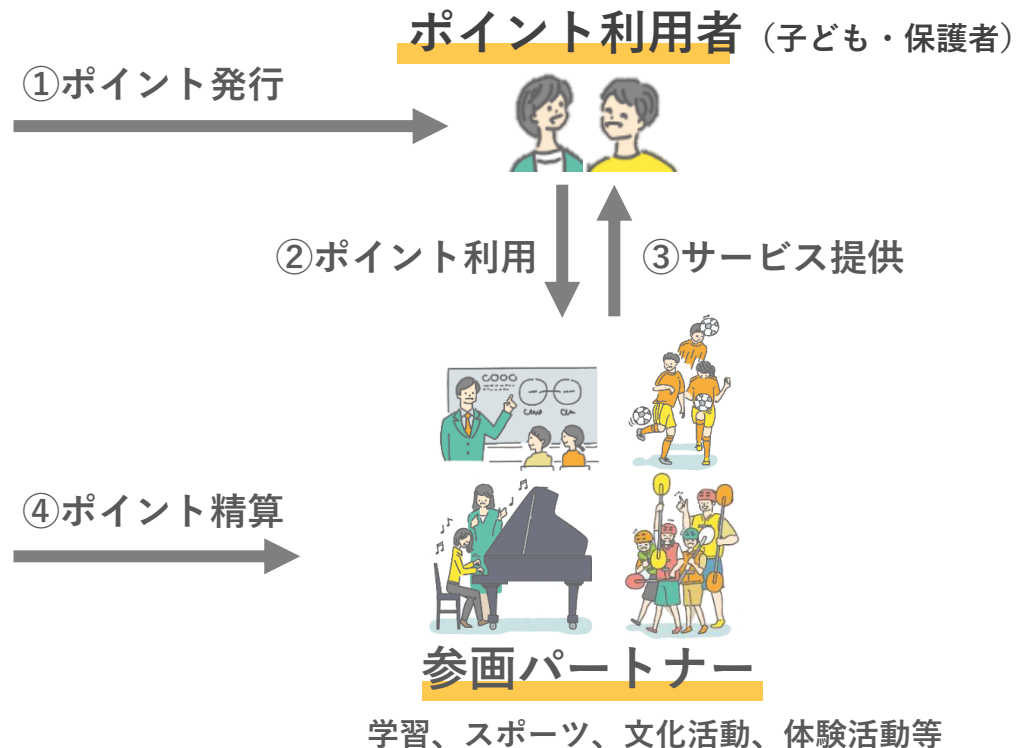 ポイント利用者（子ども・保護者）
①ポイント発行
②ポイント利用
③サービス提供
④ポイント精算
参画パートナー
学習、スポーツ、文化活動、体験活動等